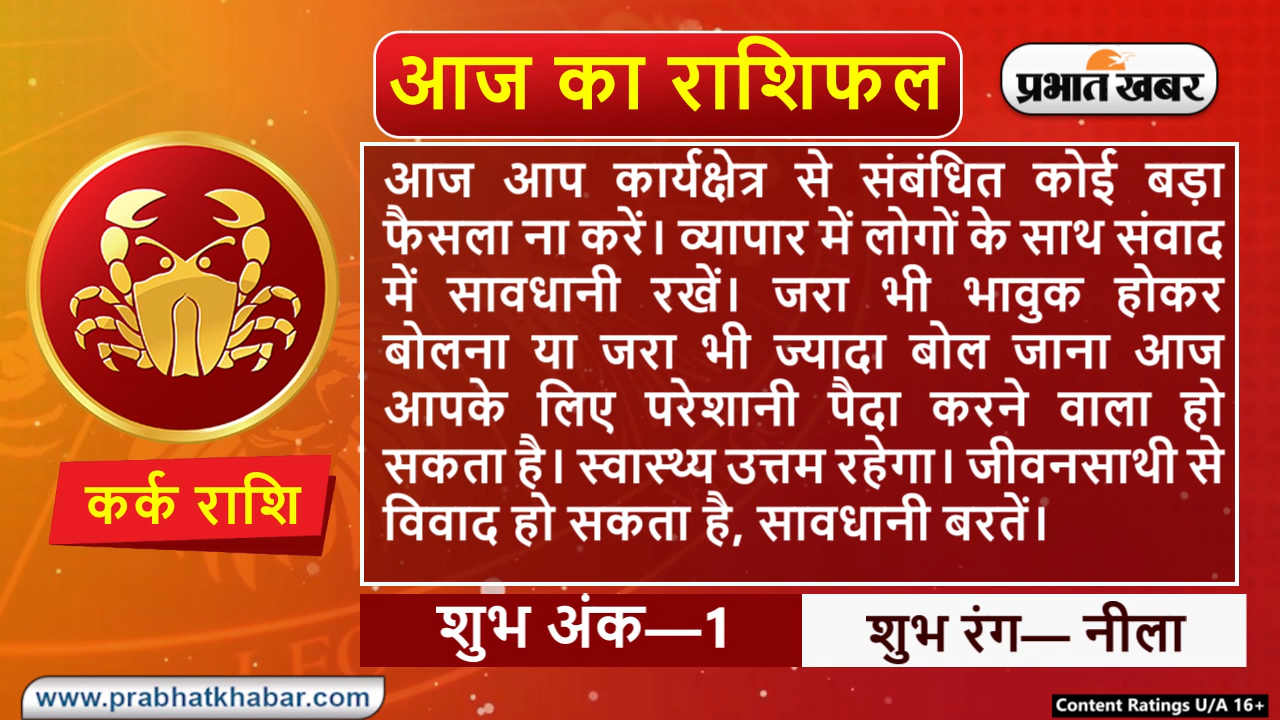 आज का राशिफल
प्रभात खबर
आज आप कार्यक्षेत्र से संबंधित कोई बड़ा
फैसला ना करें। व्यापार में लोगों के साथ संवाद
में सावधानी रखें। जरा भी भावुक होकर
बोलना या जरा भी ज्यादा बोल जाना आज
आपके लिए परेशानी पैदा करने वाला हो
सकता है। स्वास्थ्य उत्तम रहेगा। जीवनसाथी से
विवाद हो सकता है, सावधानी बरतें।
कर्क राशि
शुभ अंक—1
शुभ रंग— नीला
www.prabhatkhabar.com
Content Ratings U/A 16+